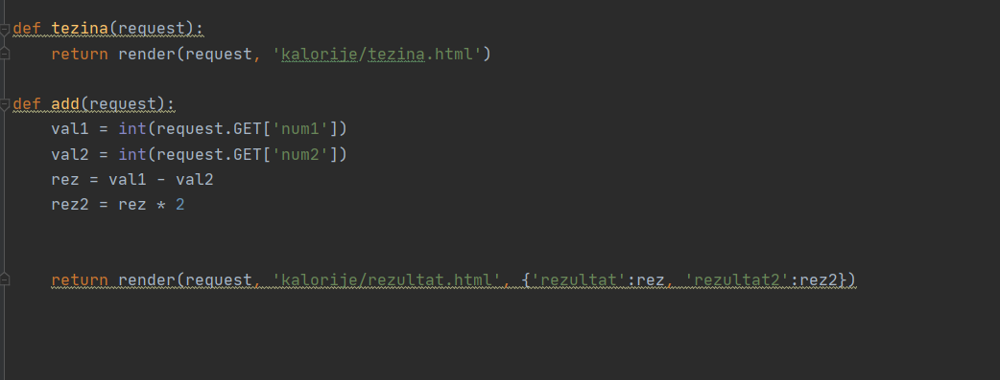 def tezina(request):
    return render(request, 'kalorije/tezina.html')
def add(request):
    val1 = int(request.GET['num1'])
    val2 = int(request.GET['num2'])
    rez = val1 - val2
    rez2 = rez * 2
    return render(request, 'kalorije/rezultat.html', {'rezultat':rez, 'rezultat2':rez2})